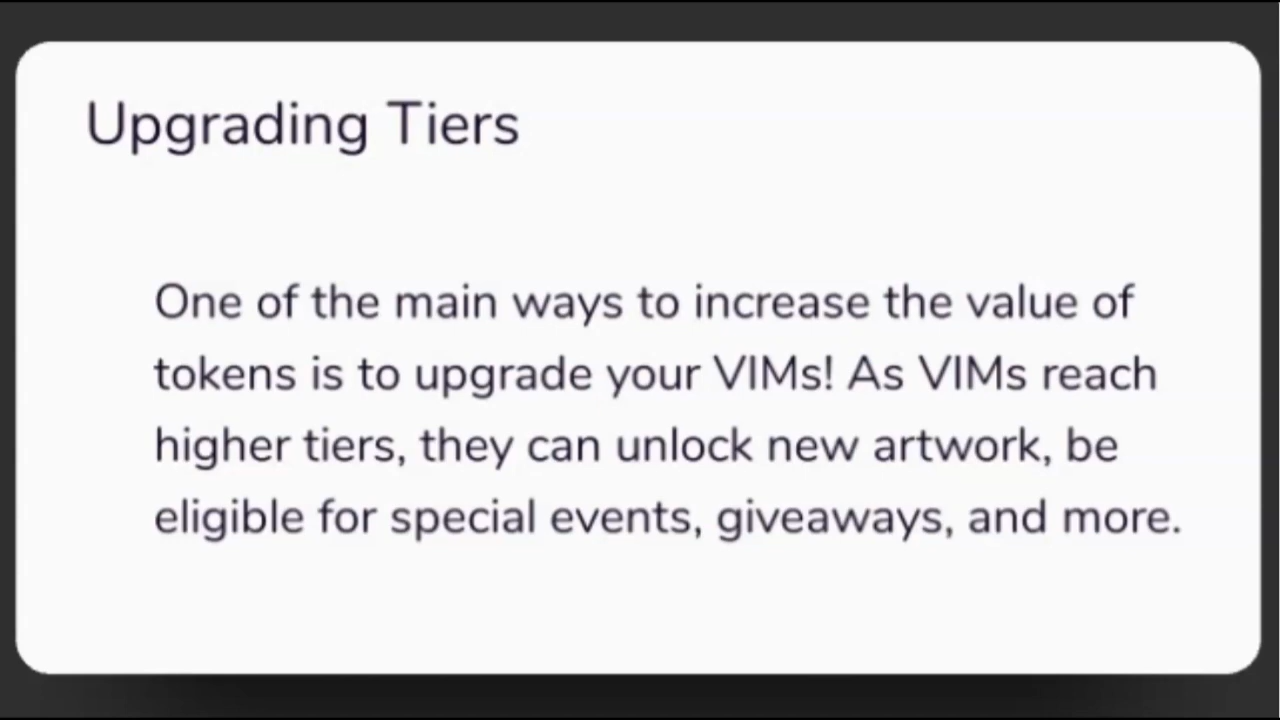 Upgrading Tiers
One of the main ways to increase the value of
tokens is to upgrade your VIMs! As VIMs reach
higher tiers, they can unlock new artwork, be
eligible for special events, giveaways, and more.